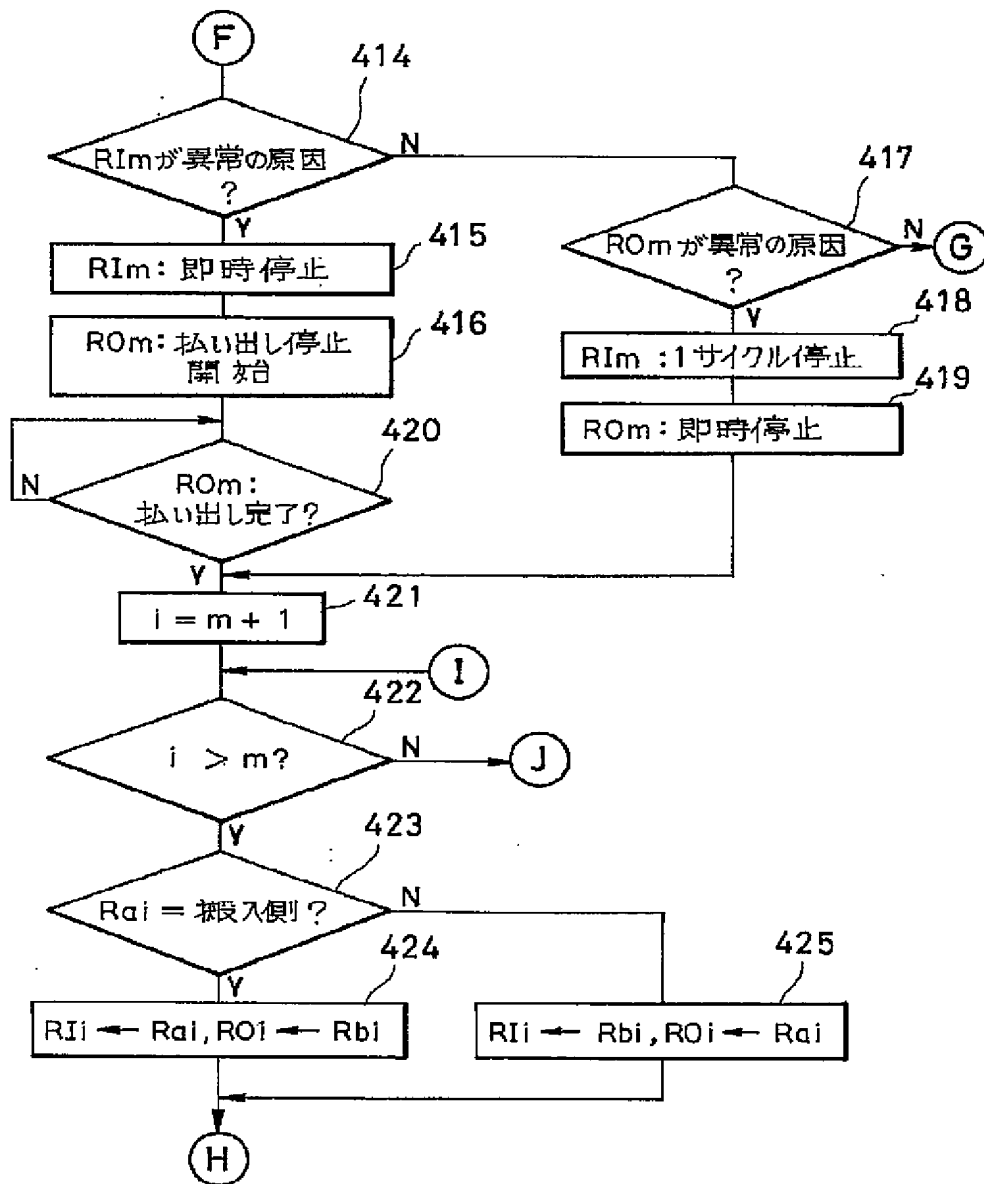 F
414
RImが異常の原因
?
N
Y
417
ROmが異常の原因
?
N
G
Y
415
RIm:即時停止
416
ROm:払い出し停止
開始
418
RIm:1サイクル停止
419
ROm:即時停止
420
ROm:
払い出し完了?
N
Y
421
i = m + 1
I
422
i > m?
N
J
Y
423
Rai = 搬入側?
N
Y
424
RIi ← Rai, ROi ← Rbi
425
RIi ← Rbi, ROi ← Rai
H